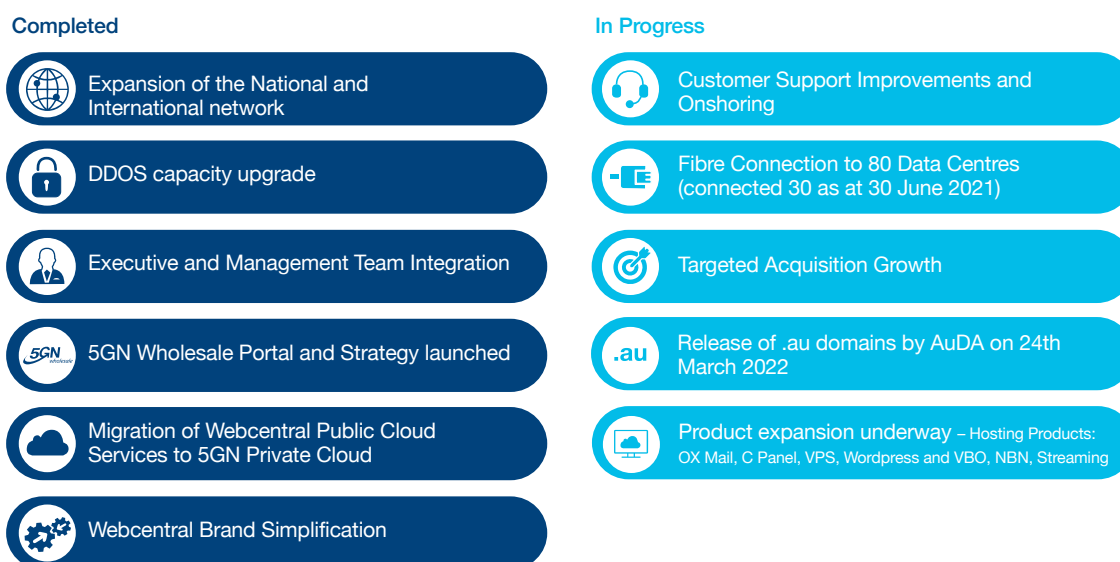 Completed
Expansion of the National and
International network
DDOS capacity upgrade
Executive and Management Team Integration
5GN
wholesale
5GN Wholesale Portal and Strategy launched
Migration of Webcentral Public Cloud
Services to 5GN Private Cloud
Webcentral Brand Simplification
In Progress
Customer Support Improvements and
Onshoring
Fibre Connection to 80 Data Centres
(connected 30 as at 30 June 2021)
Targeted Acquisition Growth
.au
Release of .au domains by AuDA on 24th
March 2022
Product expansion underway – Hosting Products:
OX Mail, C Panel, VPS, Wordpress and VBO, NBN, Streaming